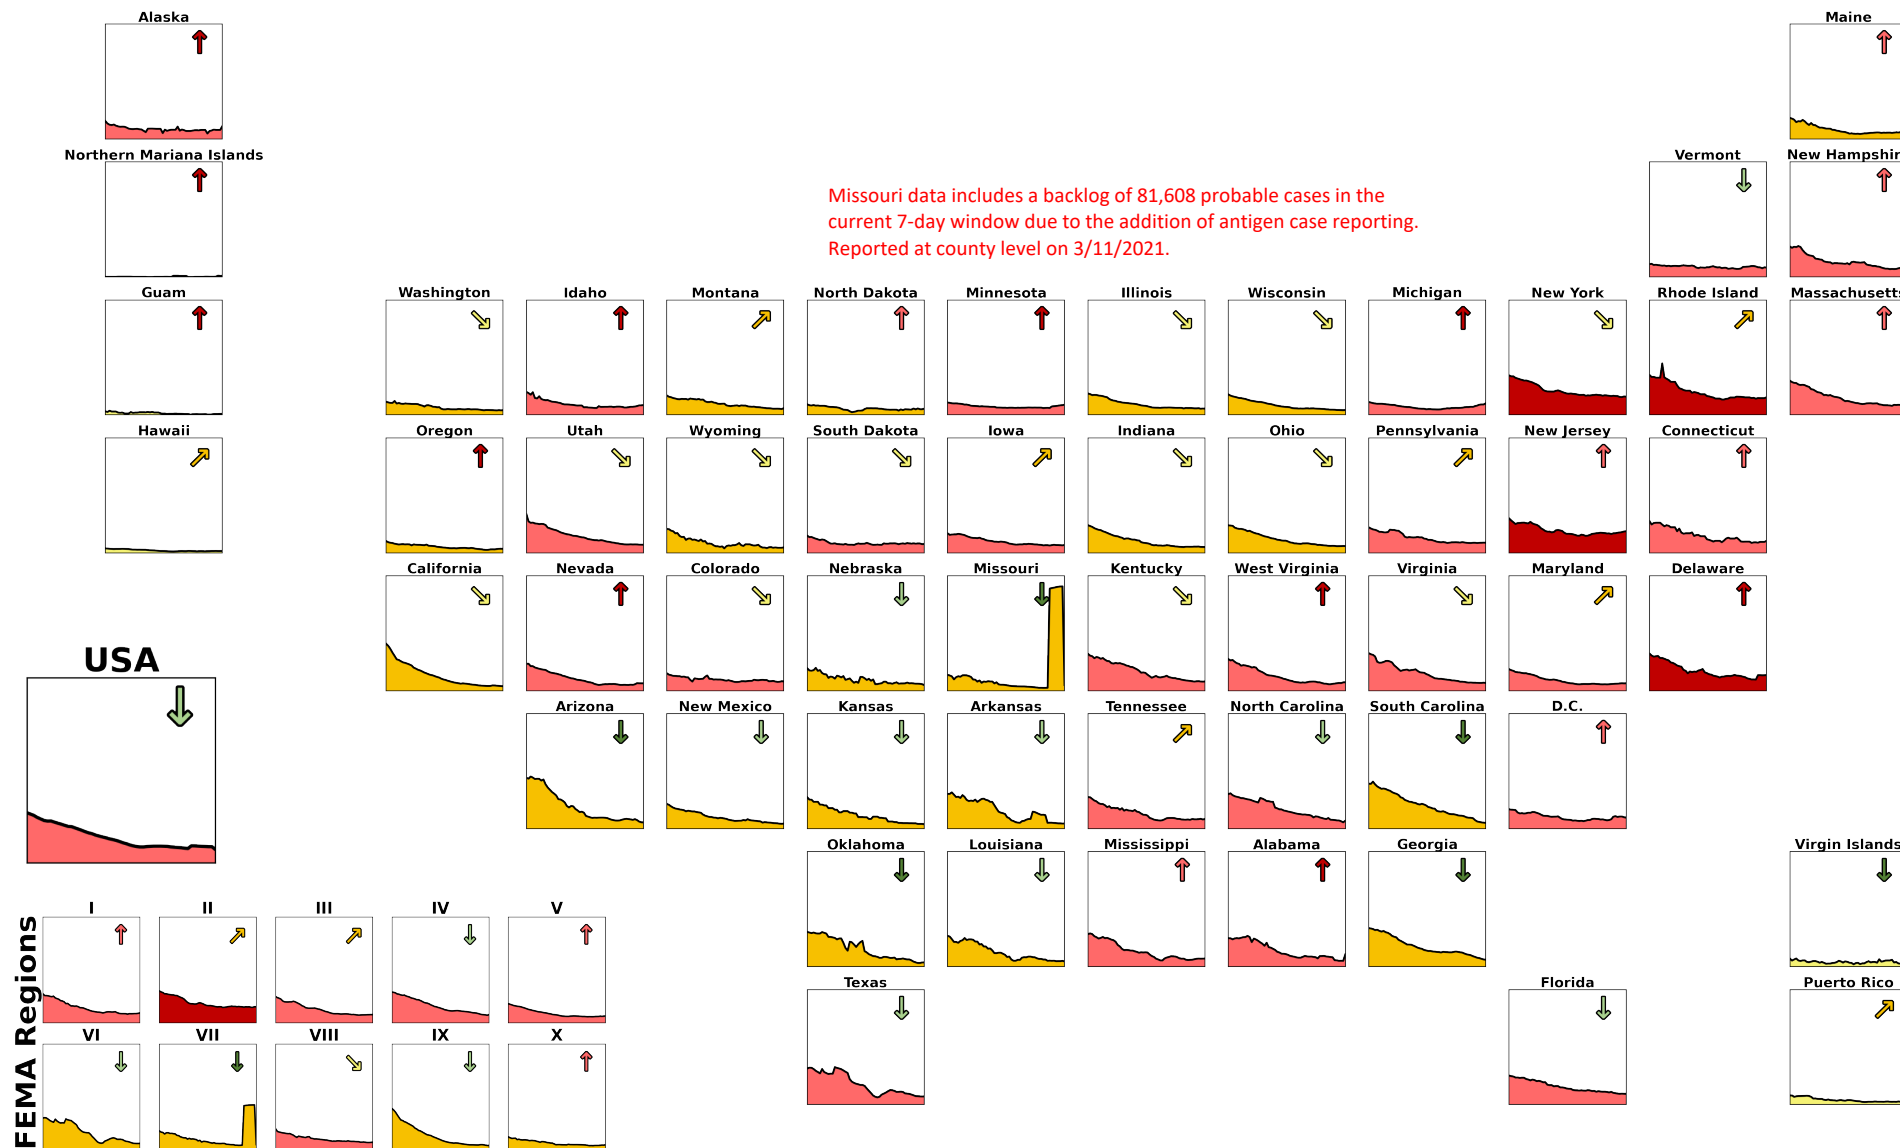 Alaska
Maine
Northern Mariana Islands
Vermont
New Hampshir
Missouri data includes a backlog of 81,608 probable cases in the
current 7-day window due to the addition of antigen case reporting.
Reported at county level on 3/11/2021.
Guam
Washington
Idaho
Montana
North Dakota
Minnesota
Illinois
Wisconsin
Michigan
New York
Rhode Island
Massachusetts
Hawaii
Oregon
Utah
Wyoming
South Dakota
Iowa
Indiana
Ohio
Pennsylvania
New Jersey
Connecticut
California
Nevada
Colorado
Nebraska
Missouri
Kentucky
West Virginia
Virginia
Maryland
Delaware
USA
Arizona
New Mexico
Kansas
Arkansas
Tennessee
North Carolina
South Carolina
D.C.
Oklahoma
Louisiana
Mississippi
Alabama
Georgia
Virgin Islands
FEMA Regions
I
II
III
IV
V
Texas
Florida
Puerto Rico
VI
VII
VIII
IX
X